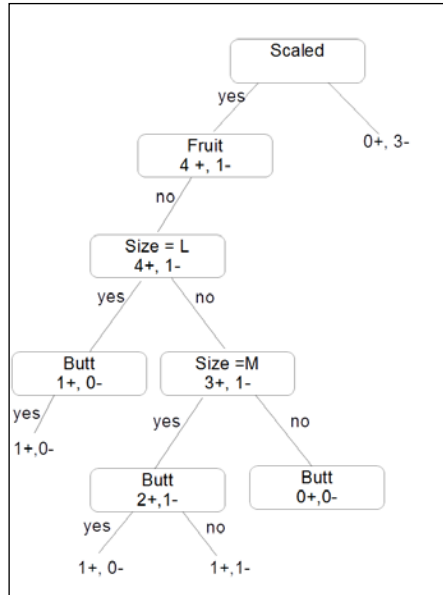 Scaled
yes
Fruit
4 +, 1-
0+, 3-
no
Size = L
4+, 1-
yes
no
Butt
1+, 0-
Size =M
3+, 1-
yes
yes
no
1+,0-
Butt
2+,1-
Butt
0+,0-
yes
no
1+, 0-
1+,1-